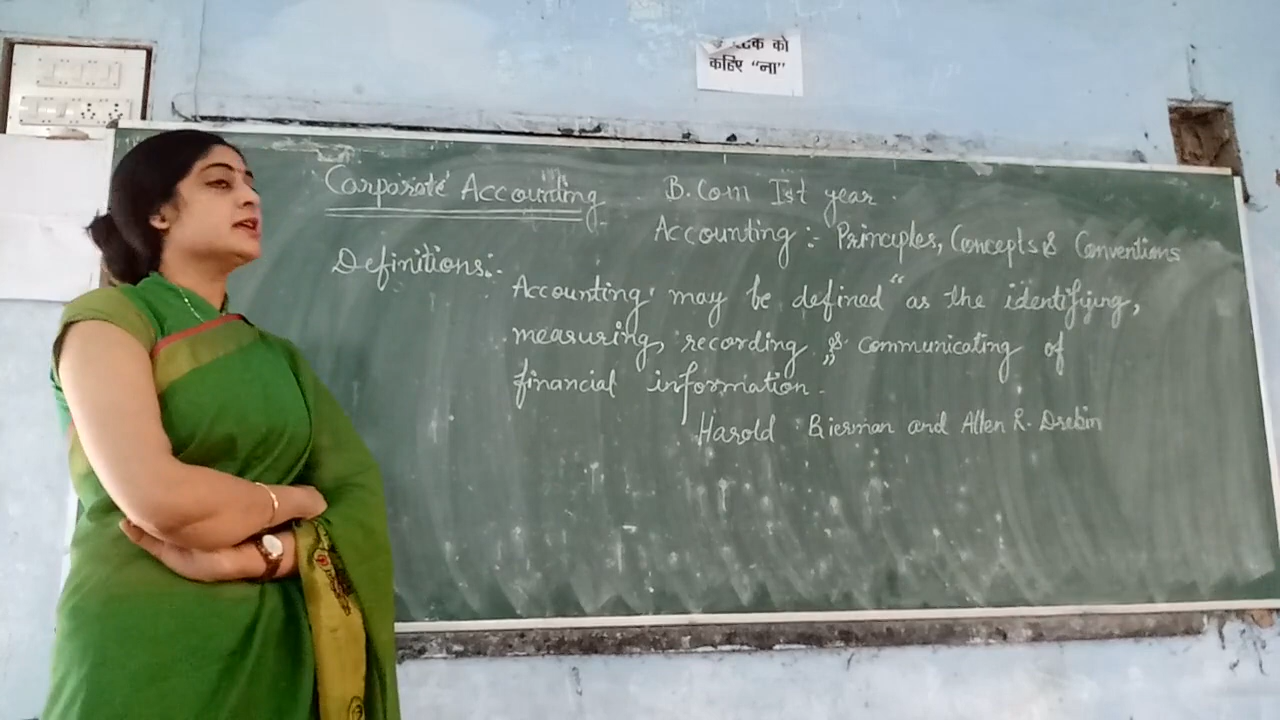 को
कहिए “ना”
Corporate Accounting B.Com Ist year.
Accounting :- Principles, Concepts & Conventions
Definitions:-
Accounting may be defined “as the identifying,
measuring, recording & communicating of
financial information”.
Harold Bierman and Allen R. Drebin